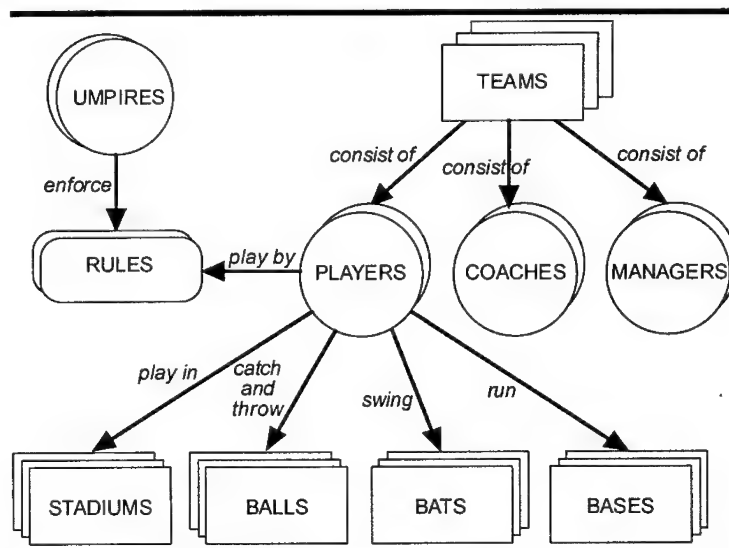 UMPIRES
TEAMS
consist of
consist of
consist of
enforce
RULES
play by
PLAYERS
COACHES
MANAGERS
play in
catch
and
throw
swing
run
STADIUMS
BALLS
BATS
BASES